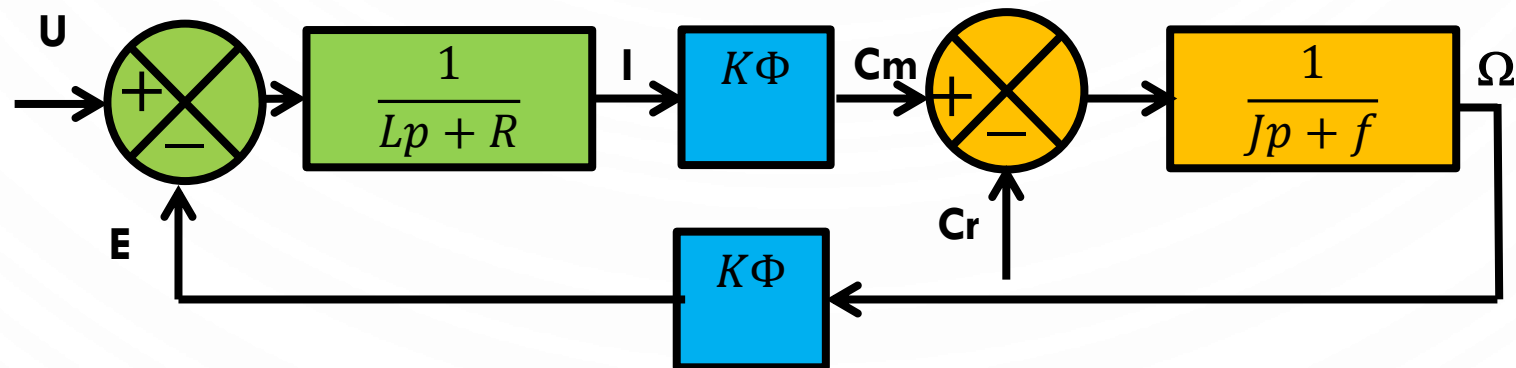 U
+
−
1
Lp + R
I
KΦ
Cm
+
−
1
Jp + f
Ω
Cr
E
KΦ